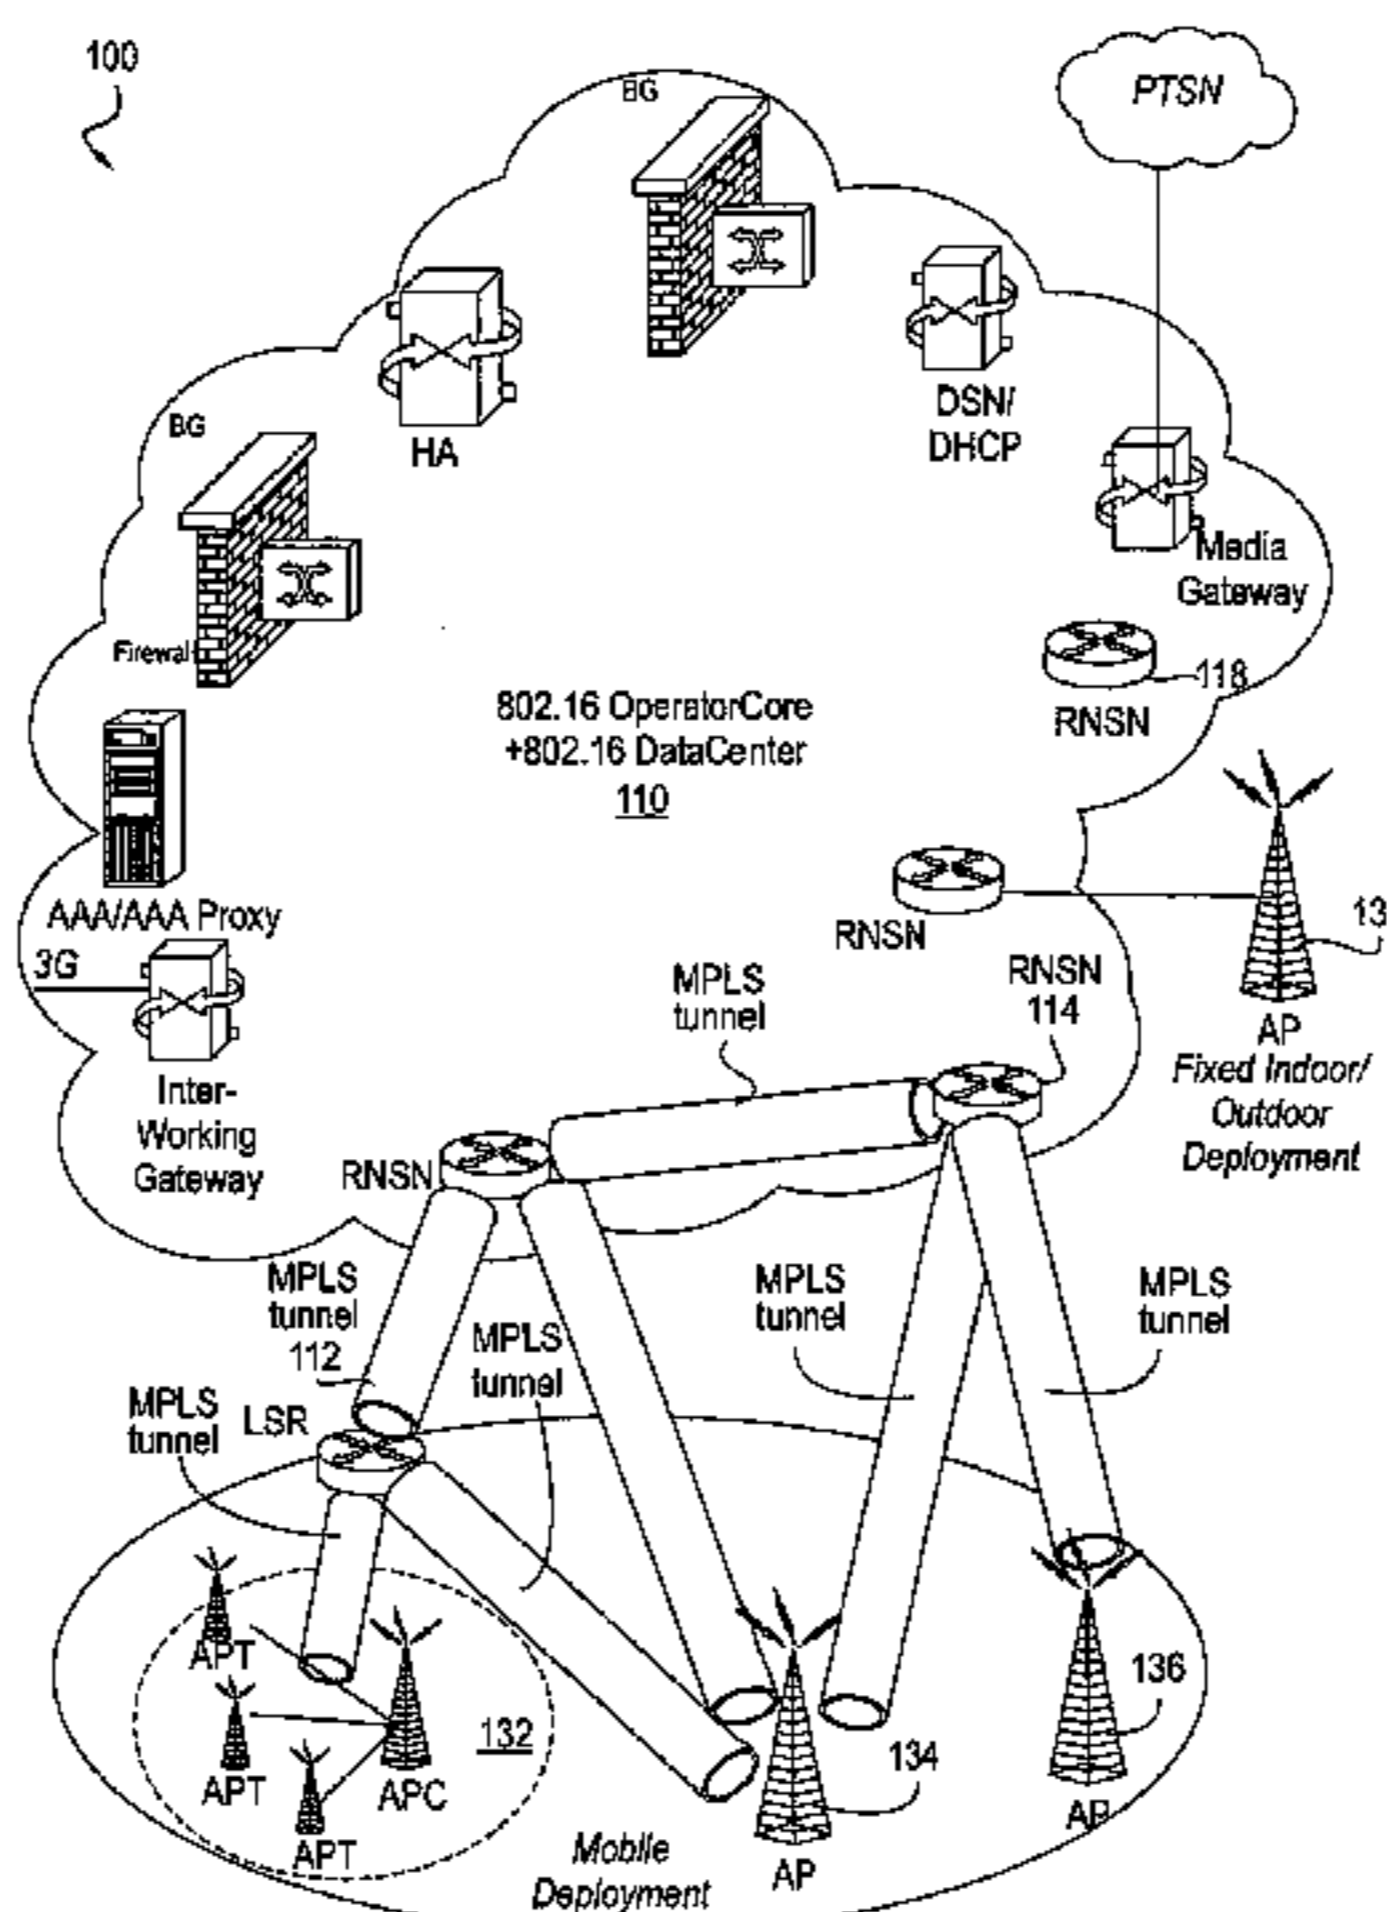 100
BG
PTSN
HA
DSN/
DHCP
BG
Media
Gateway
Firewal
118
RNSN
802.16 OperatorCore
+802.16 DataCenter
110
AAA/AAA Proxy
RNSN
13
3G
MPLS
tunnel
RNSN
114
AP
Fixed Indoor/
Outdoor
Deployment
Inter-
Working
Gateway
RNSN
MPLS
tunnel
112
MPLS
tunnel
MPLS
tunnel
MPLS
tunnel
MPLS
tunnel
LSR
APT
APT
APT
APC
132
134
136
AP
AP
Mobile
Deployment